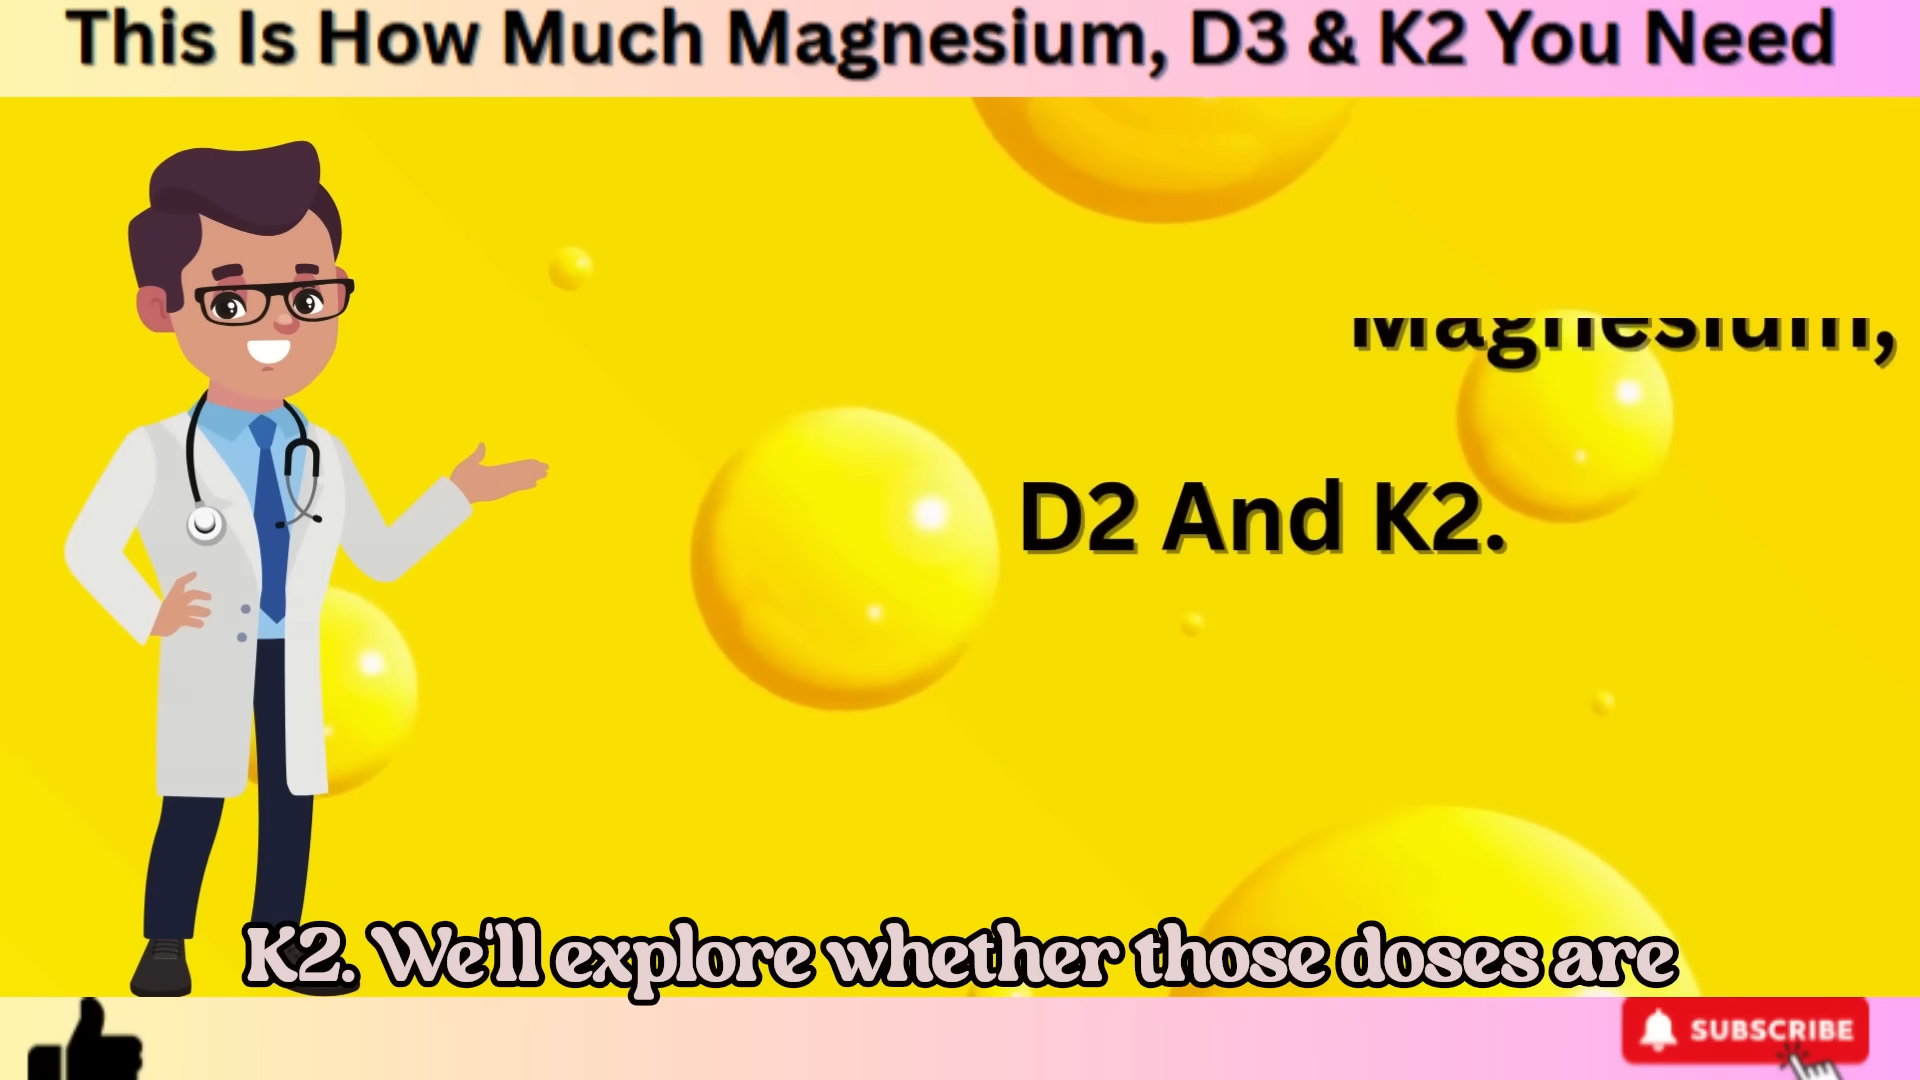 This Is How Much Magnesium, D3 & K2 You Need
Magnesium,
D2 And K2.
K2. We'll explore whether those doses are
SUBSCRIBE